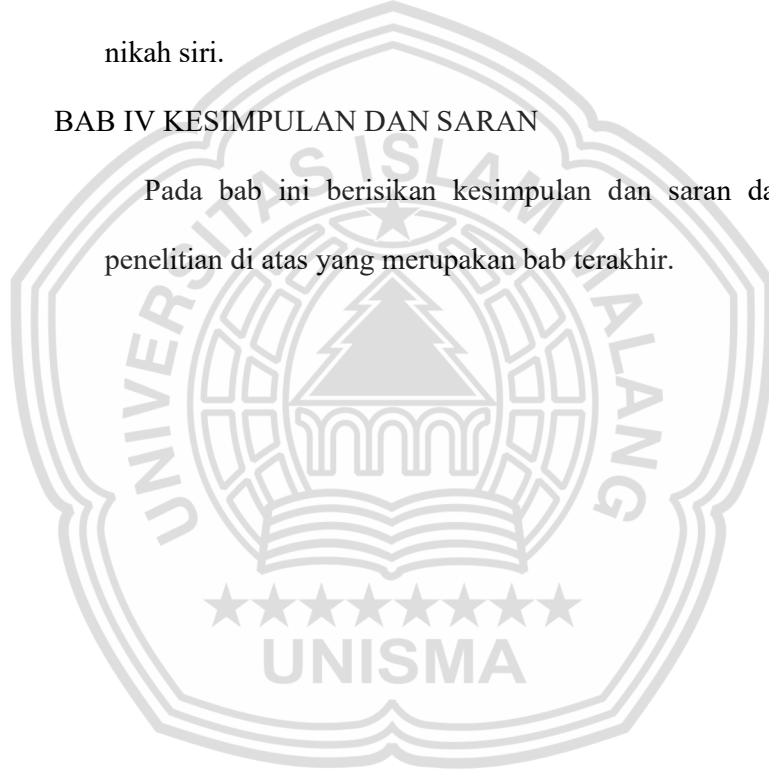 nikah siri.
BAB IV KESIMPULAN DAN SARAN
Pada bab ini berisikan kesimpulan dan saran da
penelitian di atas yang merupakan bab terakhir.
UNIVERSITAS ISLAM MALANG
UNISMA